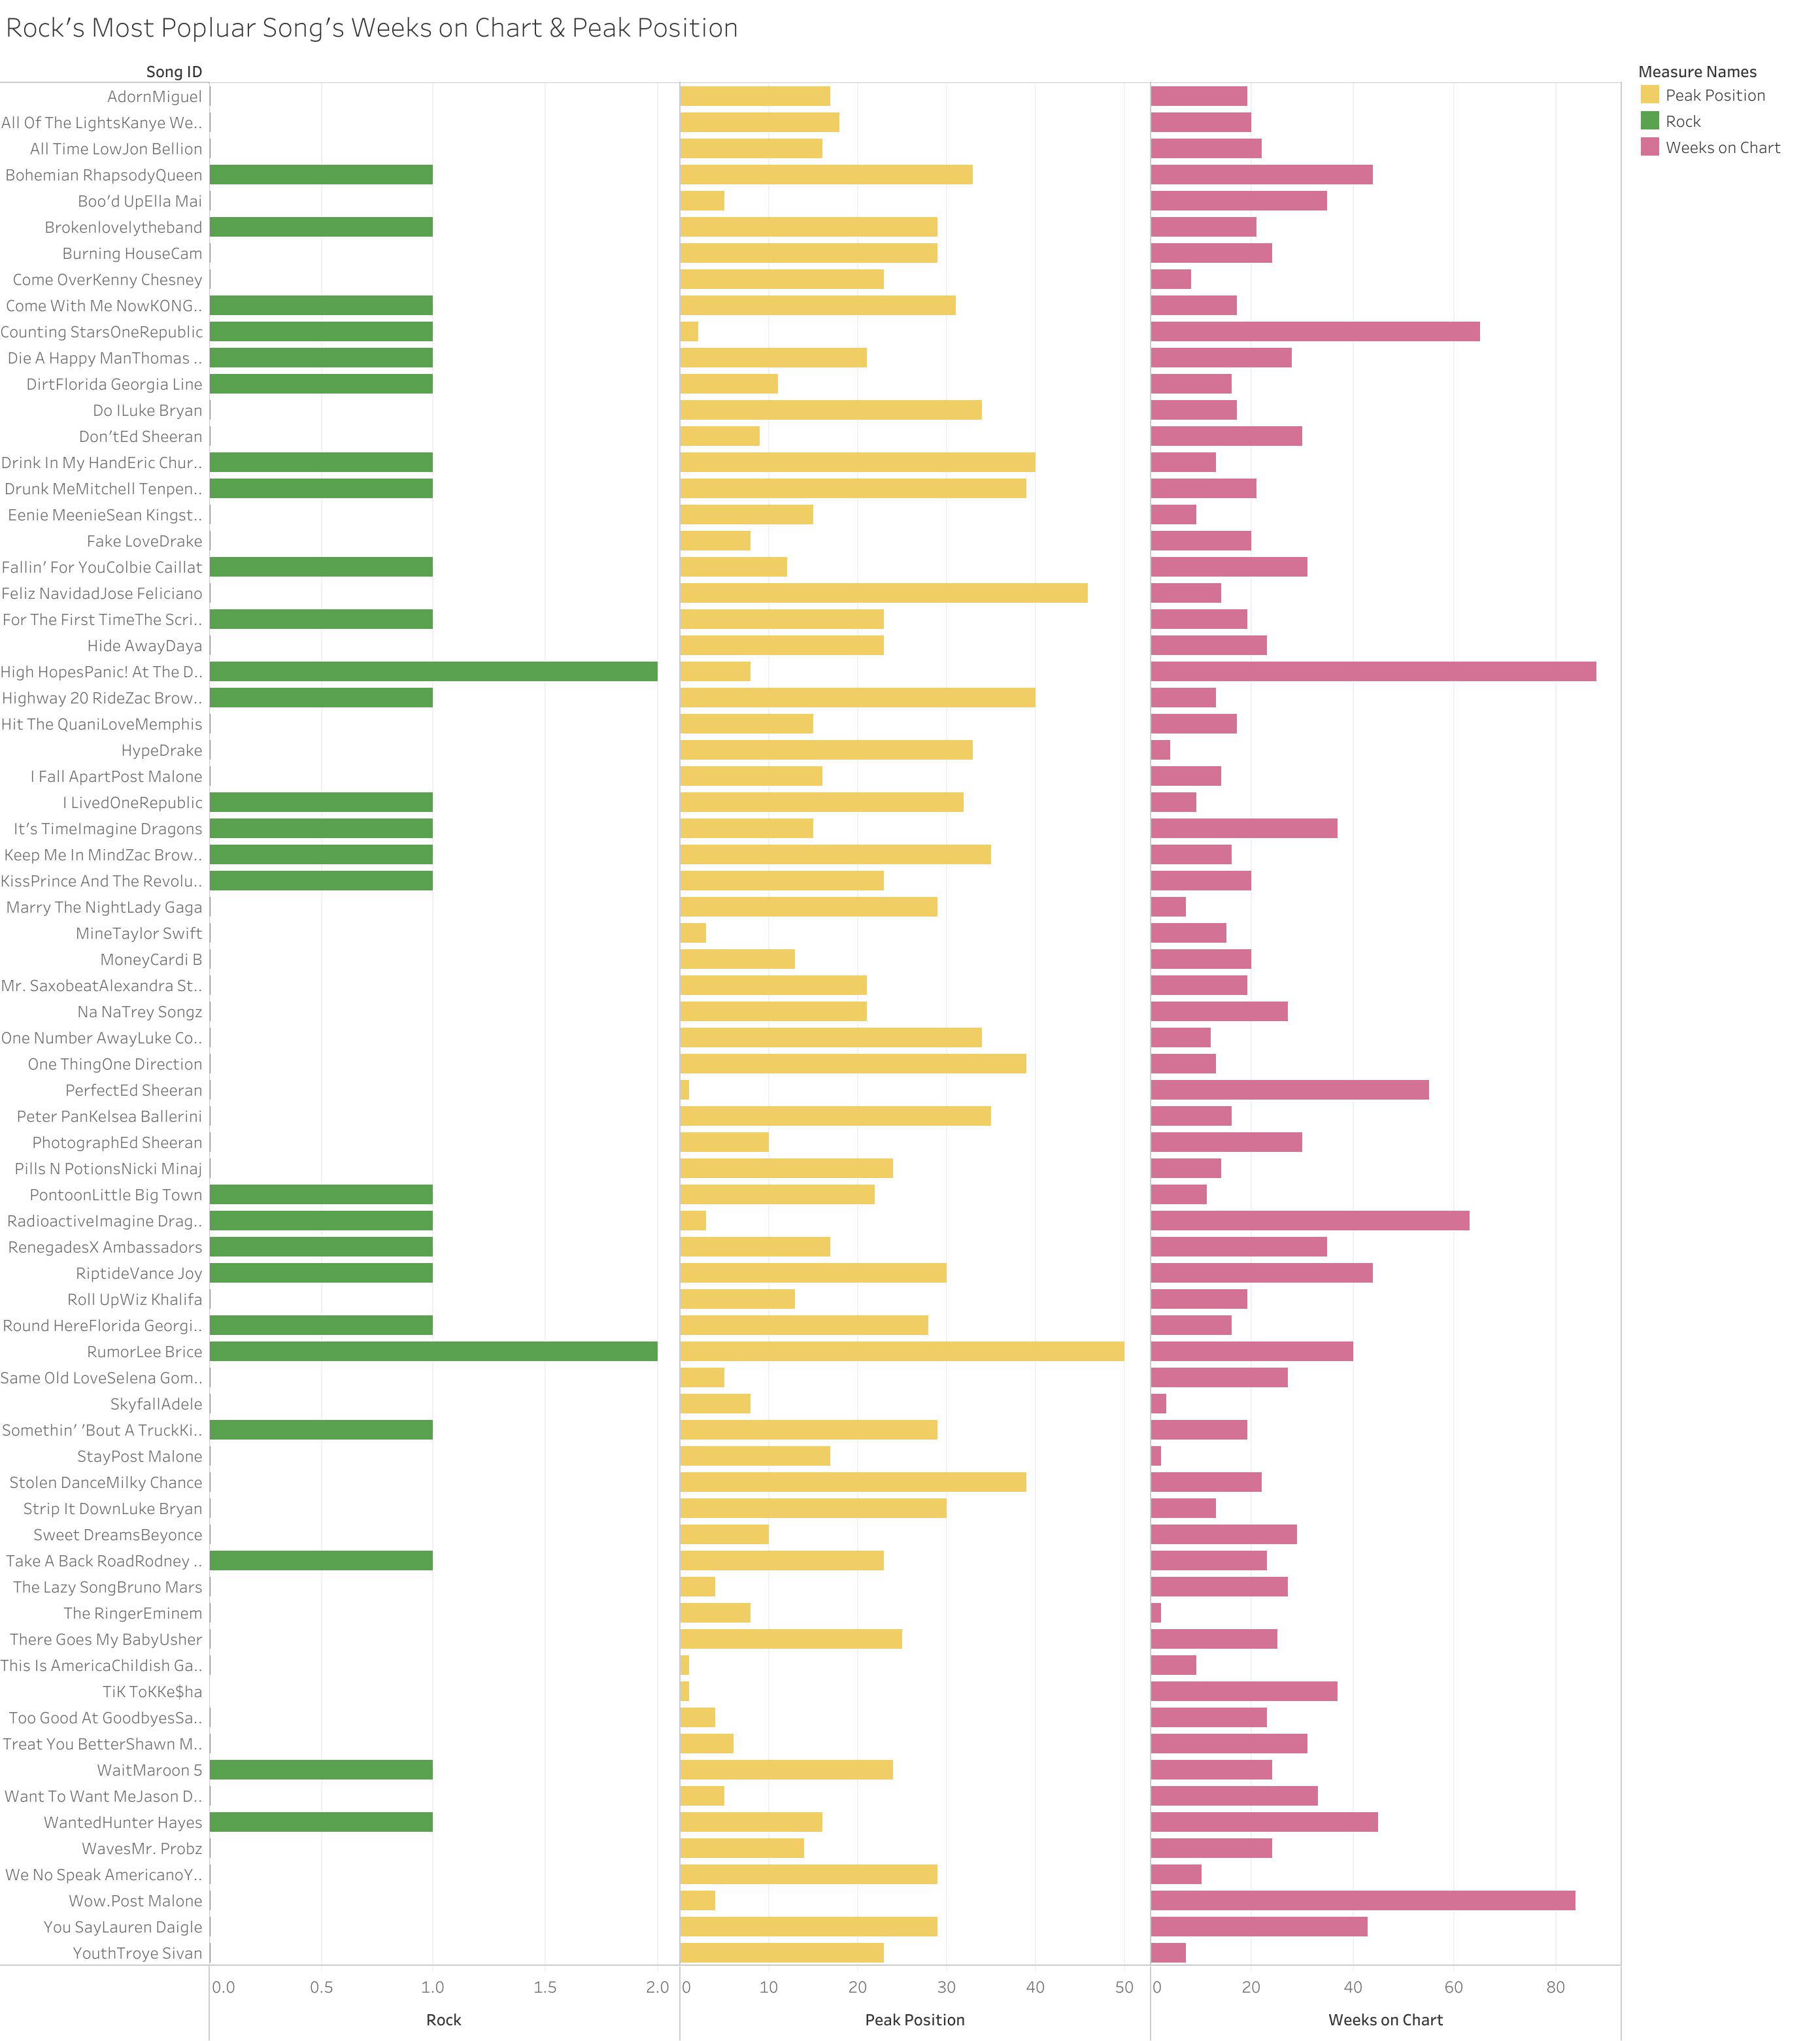 Rock's Most Popluar Song's Weeks on Chart & Peak Position
Song ID
Measure Names
Peak Position
Rock
Weeks on Chart
AdornMiguel
All Of The LightsKanye We..
All Time LowJon Bellion
Bohemian RhapsodyQueen
Boo'd UpElla Mai
Brokenlovelytheband
Burning HouseCam
Come OverKenny Chesney
Come With Me NowKONG..
Counting StarsOneRepublic
Die A Happy ManThomas ..
DirtFlorida Georgia Line
Do ILuke Bryan
Don'tEd Sheeran
Drink In My HandEric Chur..
Drunk MeMitchell Tenpen..
Eenie MeenieSean Kingst..
Fake LoveDrake
Fallin' For YouColbie Caillat
Feliz NavidadJose Feliciano
For The First TimeThe Scri..
Hide AwayDaya
High HopesPanic! At The D..
Highway 20 RideZac Brow..
Hit The QuaniLoveMemphis
HypeDrake
I Fall ApartPost Malone
I LivedOneRepublic
It's TimeImagine Dragons
Keep Me In MindZac Brow..
KissPrince And The Revolu..
Marry The NightLady Gaga
MineTaylor Swift
MoneyCardi B
Mr. SaxobeatAlexandra St..
Na NaTrey Songz
One Number AwayLuke Co..
One ThingOne Direction
PerfectEd Sheeran
Peter PanKelsea Ballerini
PhotographEd Sheeran
Pills N PotionsNicki Minaj
PontoonLittle Big Town
RadioactiveImagine Drag..
RenegadesX Ambassadors
RiptideVance Joy
Roll UpWiz Khalifa
Round HereFlorida Georgi..
RumorLee Brice
Same Old LoveSelena Gom..
SkyfallAdele
Somethin' 'Bout A TruckKi..
StayPost Malone
Stolen DanceMilky Chance
Strip It DownLuke Bryan
Sweet DreamsBeyonce
Take A Back RoadRodney ..
The Lazy SongBruno Mars
The RingerEminem
There Goes My BabyUsher
This Is AmericaChildish Ga..
TiK ToKKe$ha
Too Good At GoodbyesSa..
Treat You BetterShawn M..
WaitMaroon 5
Want To Want MeJason D..
WantedHunter Hayes
WavesMr. Probz
We No Speak AmericanoY..
Wow.Post Malone
You SayLauren Daigle
YouthTroye Sivan
0.0 0.5 1.0 1.5 2.0 0 10 20 30 40 50 0 20 40 60 80
Rock Peak Position Weeks on Chart